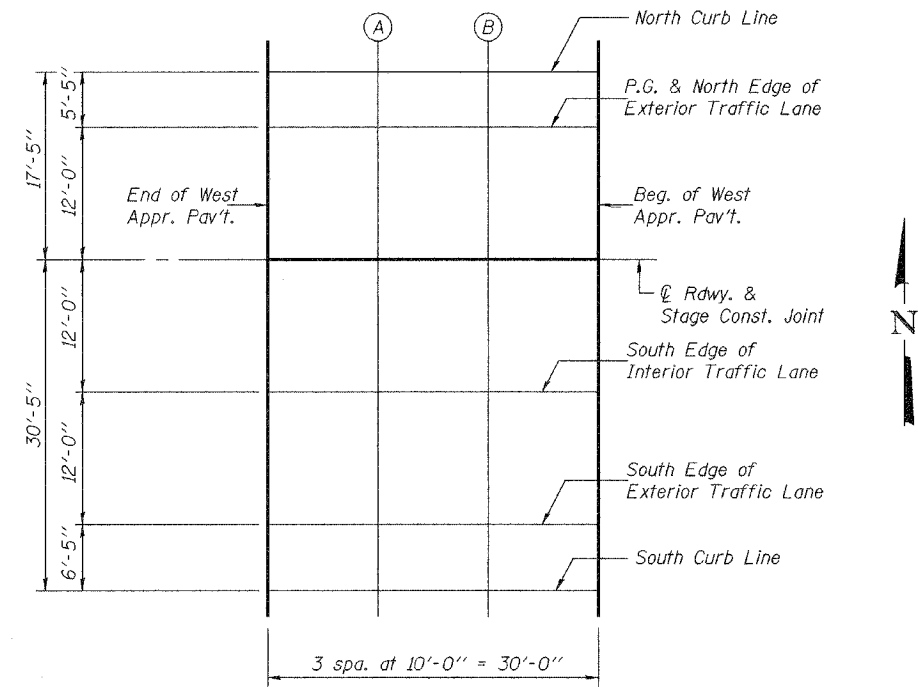 North Curb Line
A
B
P.G. & North Edge of
Exterior Traffic Lane
17'-5"
5'-5"
12'-0"
End of West
Appr. Pav't.
Beg. of West
Appr. Pav't.
℄ Rdwy. &
Stage Const. Joint
N
30'-5"
12'-0"
South Edge of
Interior Traffic Lane
12'-0"
South Edge of
Exterior Traffic Lane
6'-5"
South Curb Line
3 spa. at 10'-0" = 30'-0"